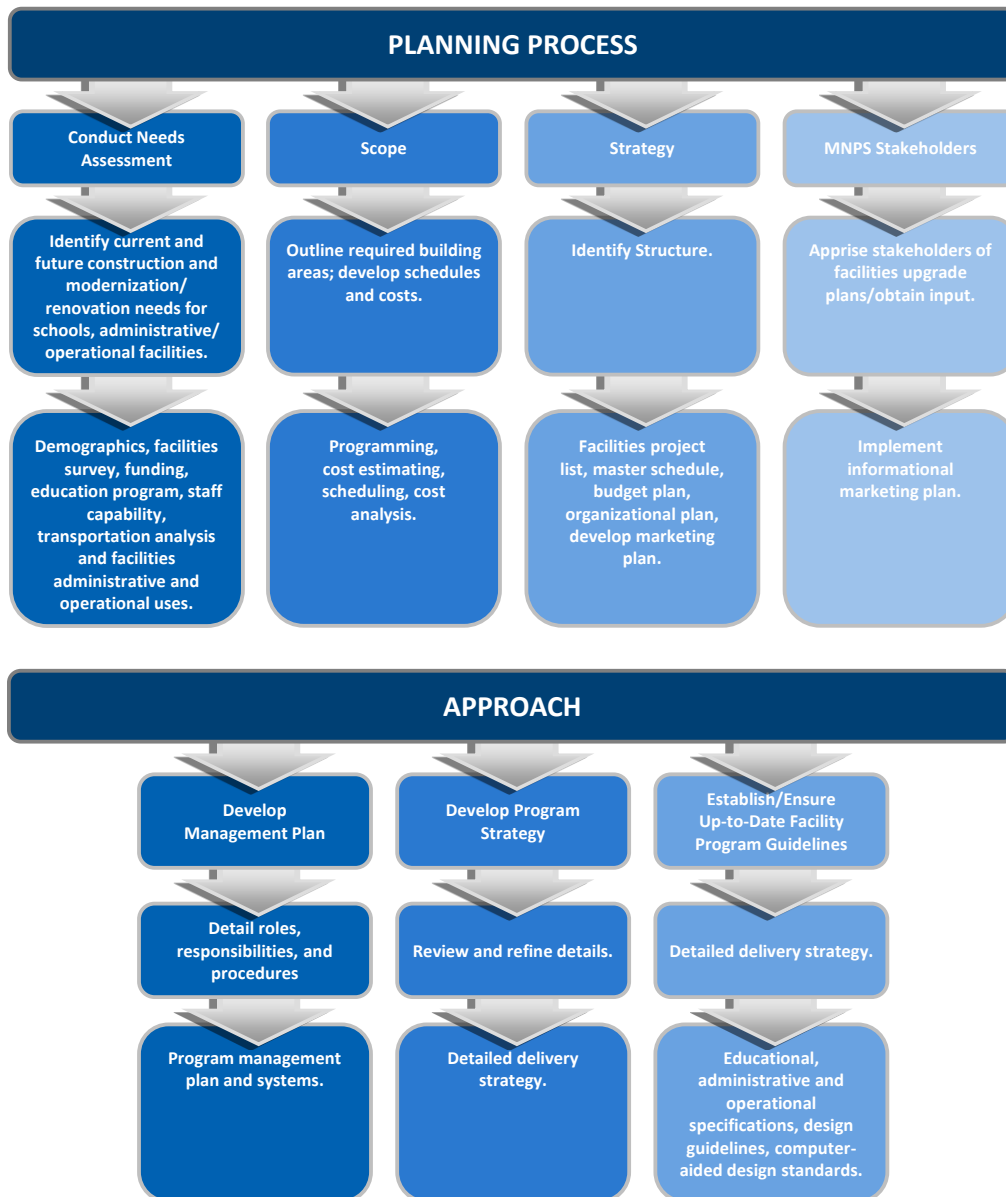 PLANNING PROCESS
Conduct Needs
Assessment
Scope
Strategy
MNPS Stakeholders
Identify current and
future construction and
modernization/
renovation needs for
schools, administrative/
operational facilities.
Outline required building
areas; develop schedules
and costs.
Identify Structure.
Apprise stakeholders of
facilities upgrade
plans/obtain input.
Demographics, facilities
survey, funding,
education program, staff
capability,
transportation analysis
and facilities
administrative and
operational uses.
Programming,
cost estimating,
scheduling, cost
analysis.
Facilities project
list, master schedule,
budget plan,
organizational plan,
develop marketing
plan.
Implement
informational
marketing plan.
APPROACH
Develop
Management Plan
Develop Program
Strategy
Establish/Ensure
Up-to-Date Facility
Program Guidelines
Detail roles,
responsibilities, and
procedures
Review and refine details.
Detailed delivery strategy.
Program management
plan and systems.
Detailed delivery
strategy.
Educational,
administrative and
operational
specifications, design
guidelines, computer-
aided design standards.